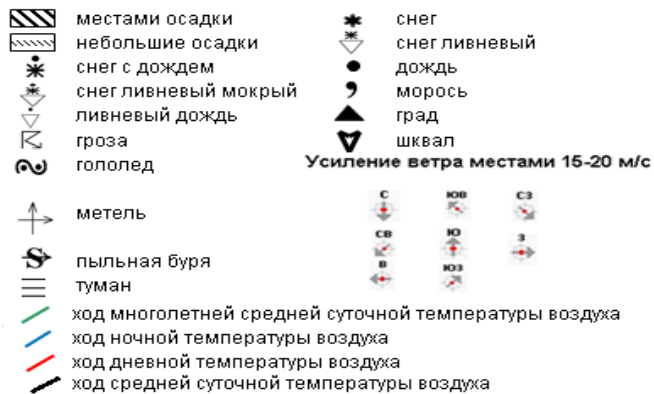 местами осадки
снег
небольшие осадки
снег ливневый
снег с дождем
дождь
снег ливневый мокрый
морось
ливневый дождь
град
гроза
шквал
гололед
Усиление ветра местами 15-20 м/с
С
ЮВ
СЗ
метель
СВ
Ю
З
пыльная буря
В
ЮЗ
туман
ход многолетней средней суточной температуры воздуха
ход ночной температуры воздуха
ход дневной температуры воздуха
ход средней суточной температуры воздуха